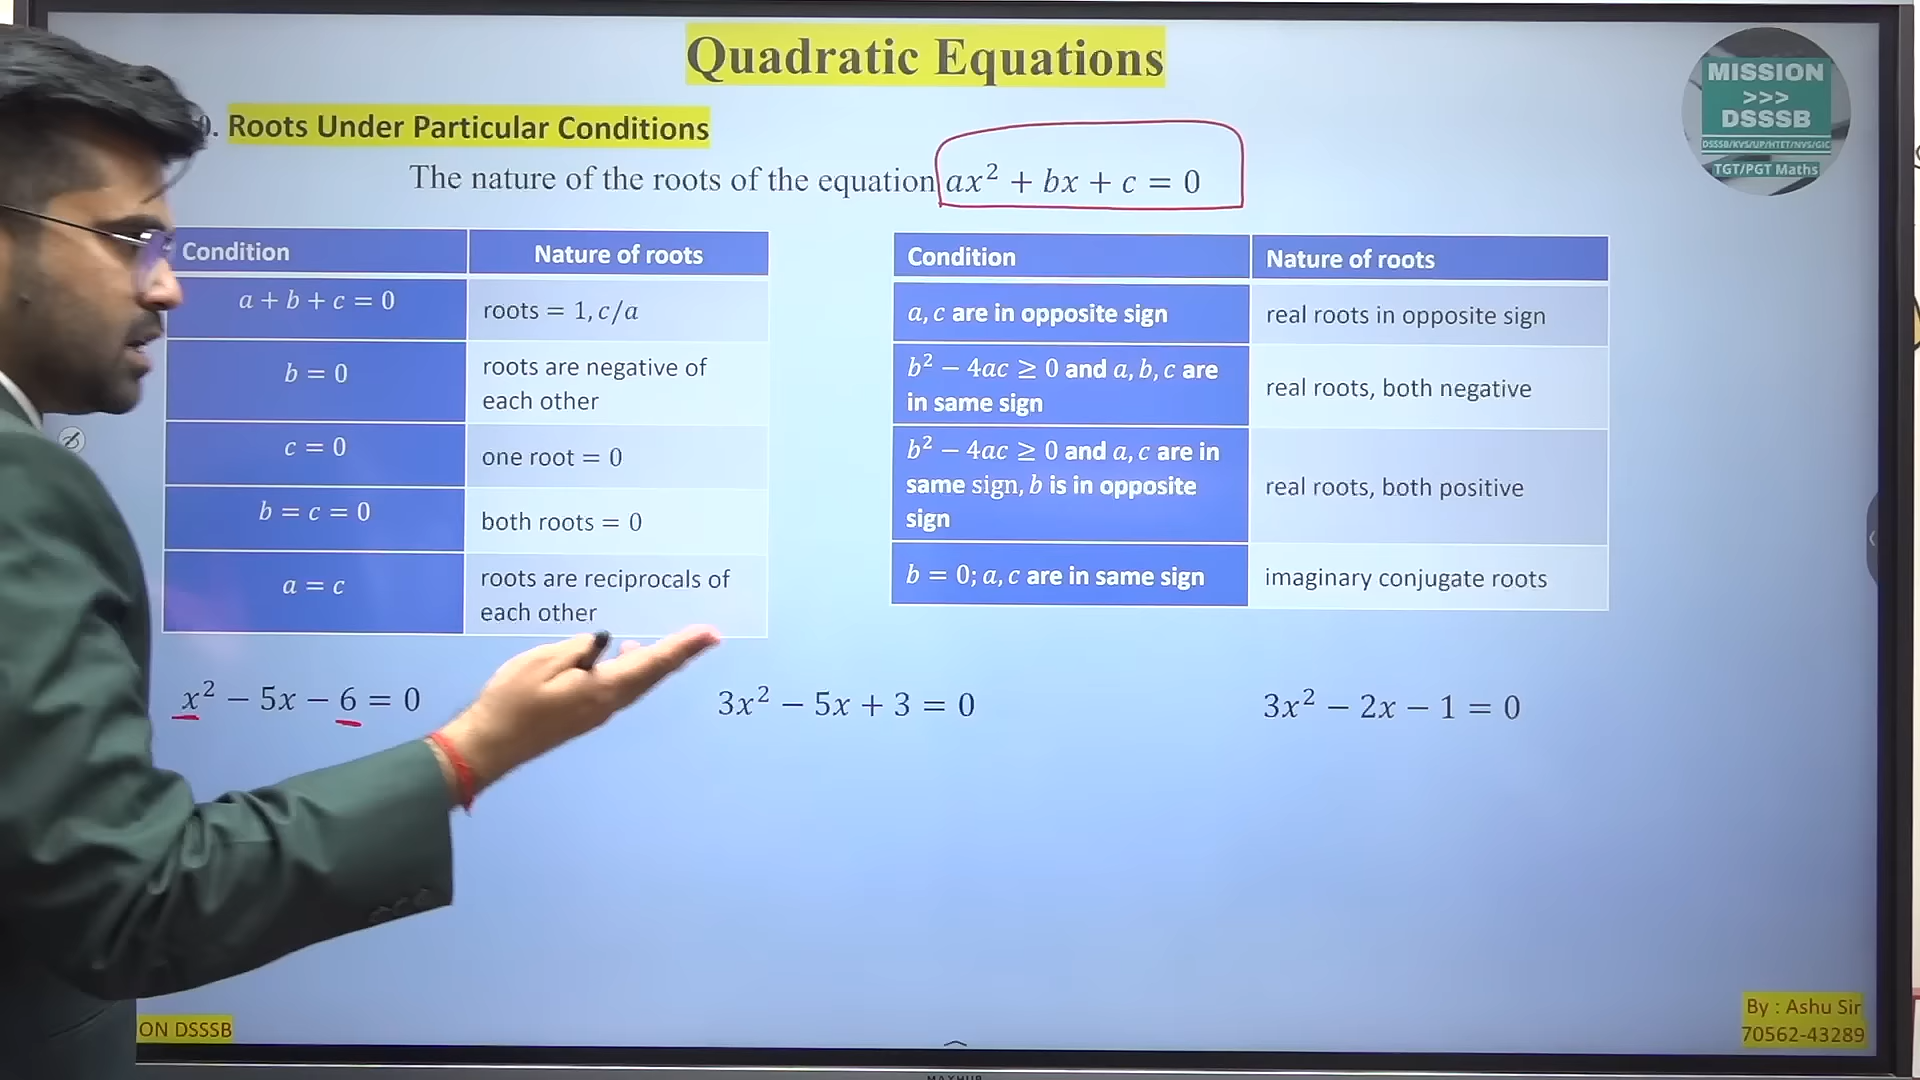 Quadratic Equations
MISSION
>>>
DSSSB
DSSSB/KVS/UP/HTET/NVS/GIC
TGT/PGT Maths
. Roots Under Particular Conditions
The nature of the roots of the equation ax² + bx + c = 0
Condition Nature of roots
a + b + c = 0 roots = 1, c/a
b = 0 roots are negative of
each other
c = 0 one root = 0
b = c = 0 both roots = 0
a = c roots are reciprocals of
each other
Condition Nature of roots
a, c are in opposite sign real roots in opposite sign
b² − 4ac ≥ 0 and a, b, c are
in same sign
real roots, both negative
b² − 4ac ≥ 0 and a, c are in
same sign, b is in opposite
sign
real roots, both positive
b = 0; a, c are in same sign imaginary conjugate roots
x² − 5x − 6 = 0 3x² − 5x + 3 = 0 3x² − 2x − 1 = 0
ON DSSSB
By : Ashu Sir
70562-43289